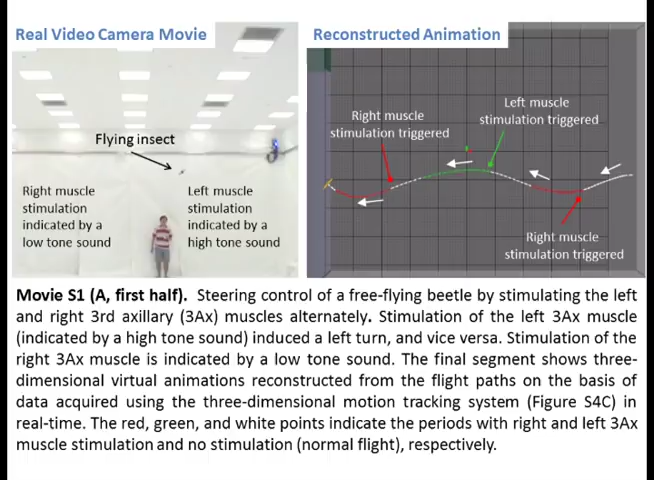 Real Video Camera Movie
Reconstructed Animation
Flying insect
Right muscle
stimulation
indicated by a
low tone sound
Left muscle
stimulation
indicated by a
high tone sound
Right muscle
stimulation triggered
Left muscle
stimulation triggered
Right muscle
stimulation triggered
Movie S1 (A, first half). Steering control of a free-flying beetle by stimulating the left
and right 3rd axillary (3Ax) muscles alternately. Stimulation of the left 3Ax muscle
(indicated by a high tone sound) induced a left turn, and vice versa. Stimulation of the
right 3Ax muscle is indicated by a low tone sound. The final segment shows three-
dimensional virtual animations reconstructed from the flight paths on the basis of
data acquired using the three-dimensional motion tracking system (Figure S4C) in
real-time. The red, green, and white points indicate the periods with right and left 3Ax
muscle stimulation and no stimulation (normal flight), respectively.